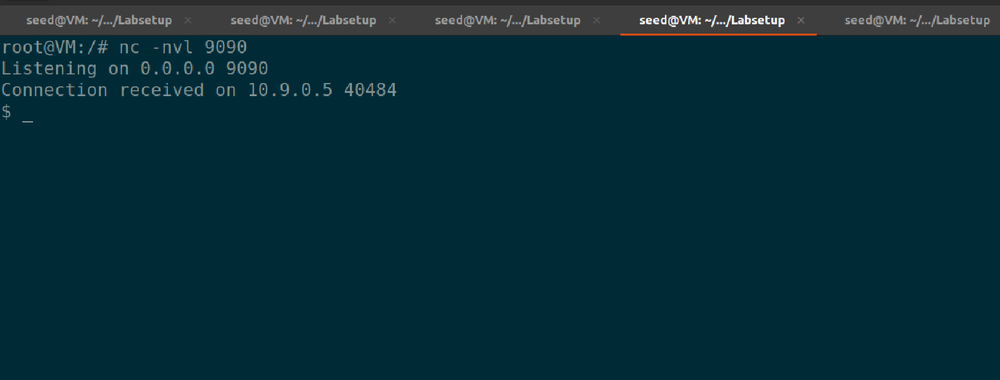 seed@VM: ~/.../Labsetup × seed@VM: ~/.../Labsetup × seed@VM: ~/.../Labsetup × seed@VM: ~/.../Labsetup × seed@VM: ~/.../Labsetup
root@VM:/# nc -nvl 9090
Listening on 0.0.0.0 9090
Connection received on 10.9.0.5 40484
$ _